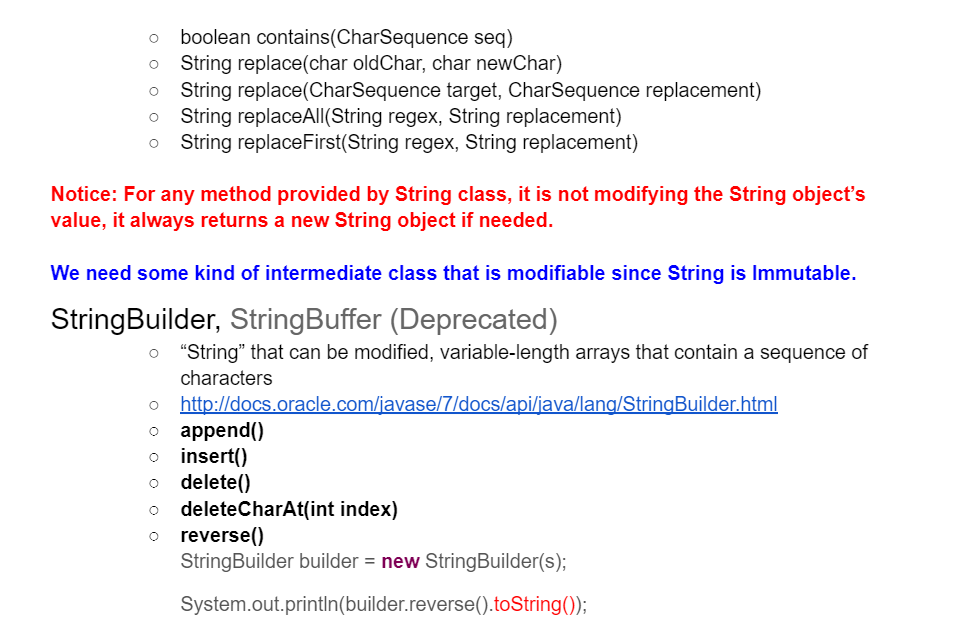 ○ boolean contains(CharSequence seq)
○ String replace(char oldChar, char newChar)
○ String replace(CharSequence target, CharSequence replacement)
○ String replaceAll(String regex, String replacement)
○ String replaceFirst(String regex, String replacement)
Notice: For any method provided by String class, it is not modifying the String object’s
value, it always returns a new String object if needed.
We need some kind of intermediate class that is modifiable since String is Immutable.
StringBuilder, StringBuffer (Deprecated)
○ “String” that can be modified, variable-length arrays that contain a sequence of
characters
○ http://docs.oracle.com/javase/7/docs/api/java/lang/StringBuilder.html
○ append()
○ insert()
○ delete()
○ deleteCharAt(int index)
○ reverse()
StringBuilder builder = new StringBuilder(s);
System.out.println(builder.reverse().toString());